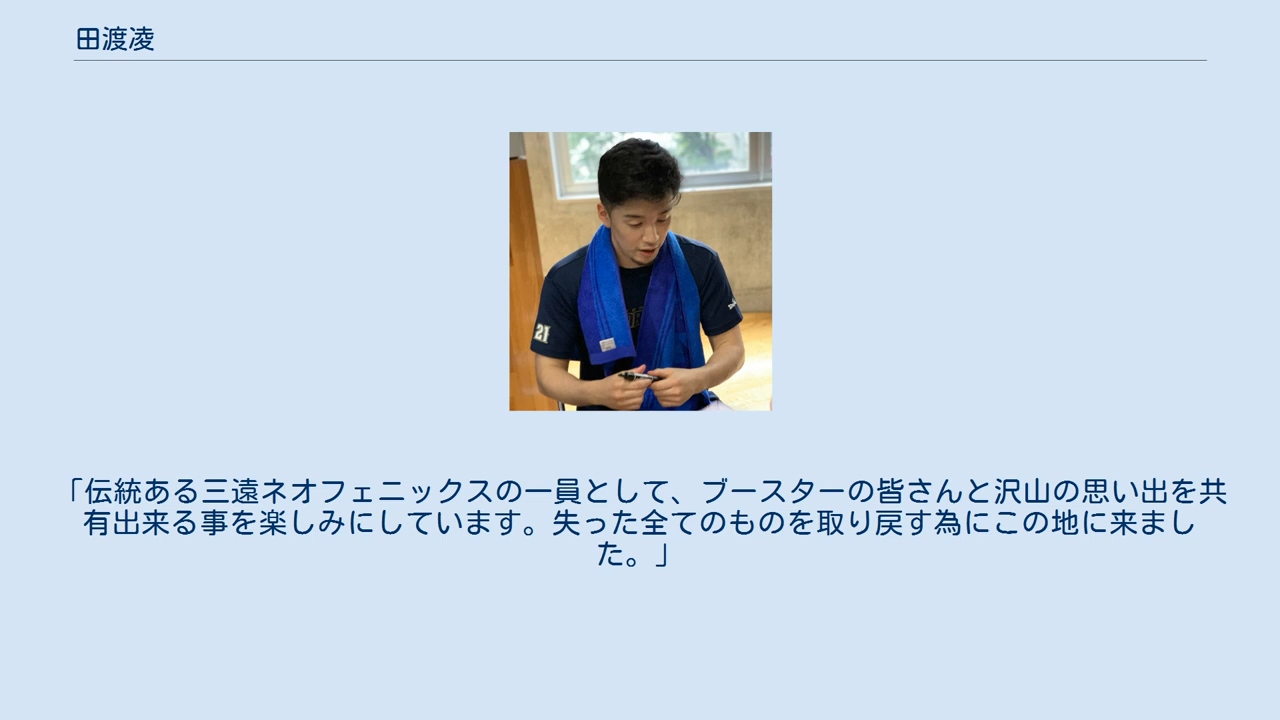 田渡凌
21
「伝統ある三遠ネオフェニックスの一員として、ブースターの皆さんと沢山の思い出を共
有出来る事を楽しみにしています。失った全てのものを取り戻す為にこの地に来まし
た。」